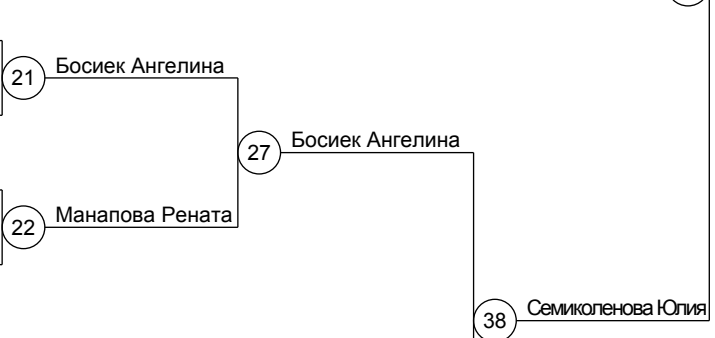 21 Босиек Ангелина
27 Босиек Ангелина
22 Манапова Рената
38 Семиколенова Юлия